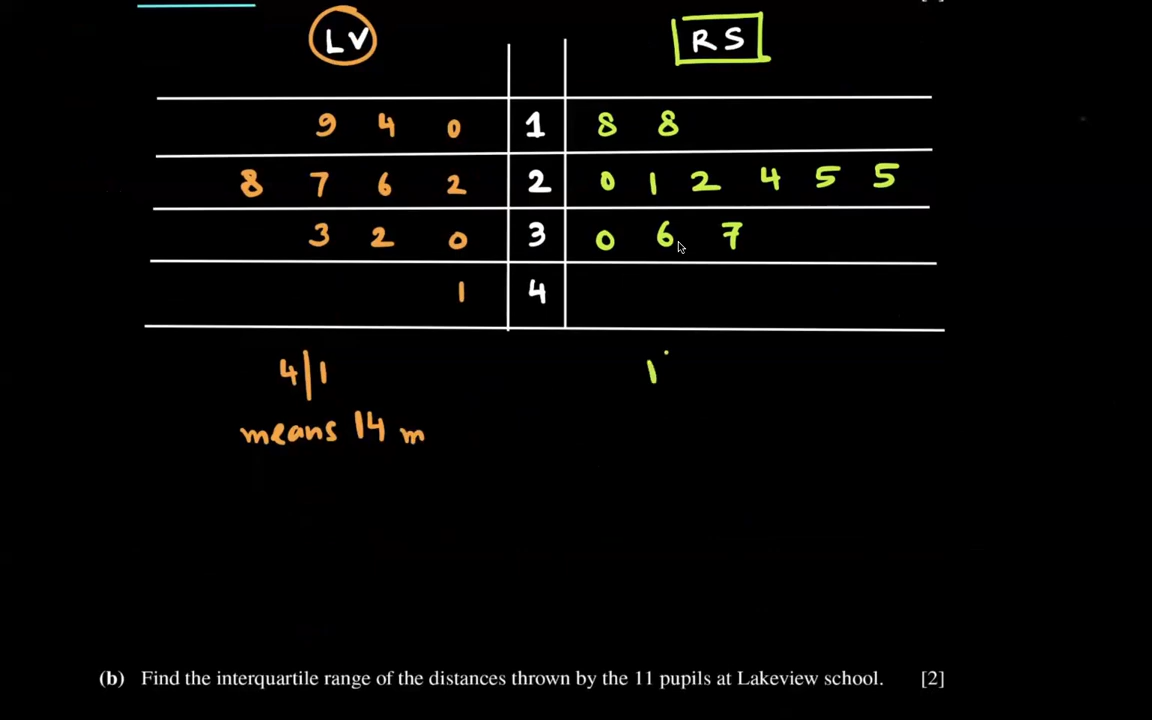 LV RS
9 4 0 1 8 8
8 7 6 2 2 0 1 2 4 5 5
3 2 0 3 0 6 7
1 4
4|1 1
means 14 m
(b) Find the interquartile range of the distances thrown by the 11 pupils at Lakeview school. [2]